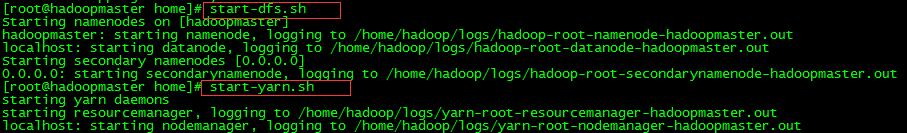 [root@hadoopmaster home]# start-dfs.sh
Starting namenodes on [hadoopmaster]
hadoopmaster: starting namenode, logging to /home/hadoop/logs/hadoop-root-namenode-hadoopmaster.out
localhost: starting datanode, logging to /home/hadoop/logs/hadoop-root-datanode-hadoopmaster.out
Starting secondary namenodes [0.0.0.0]
0.0.0.0: starting secondarynamenode, logging to /home/hadoop/logs/hadoop-root-secondarynamenode-hadoopmaster.out
[root@hadoopmaster home]# start-yarn.sh
starting yarn daemons
starting resourcemanager, logging to /home/hadoop/logs/yarn-root-resourcemanager-hadoopmaster.out
localhost: starting nodemanager, logging to /home/hadoop/logs/yarn-root-nodemanager-hadoopmaster.out